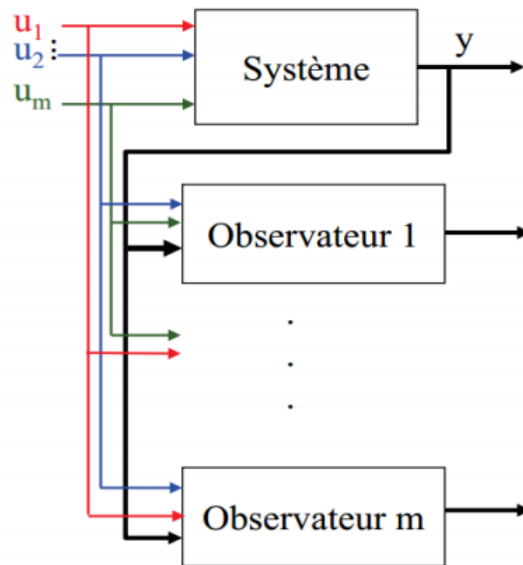 u1
u2
um
Système
y
Observateur 1
.
.
.
Observateur m